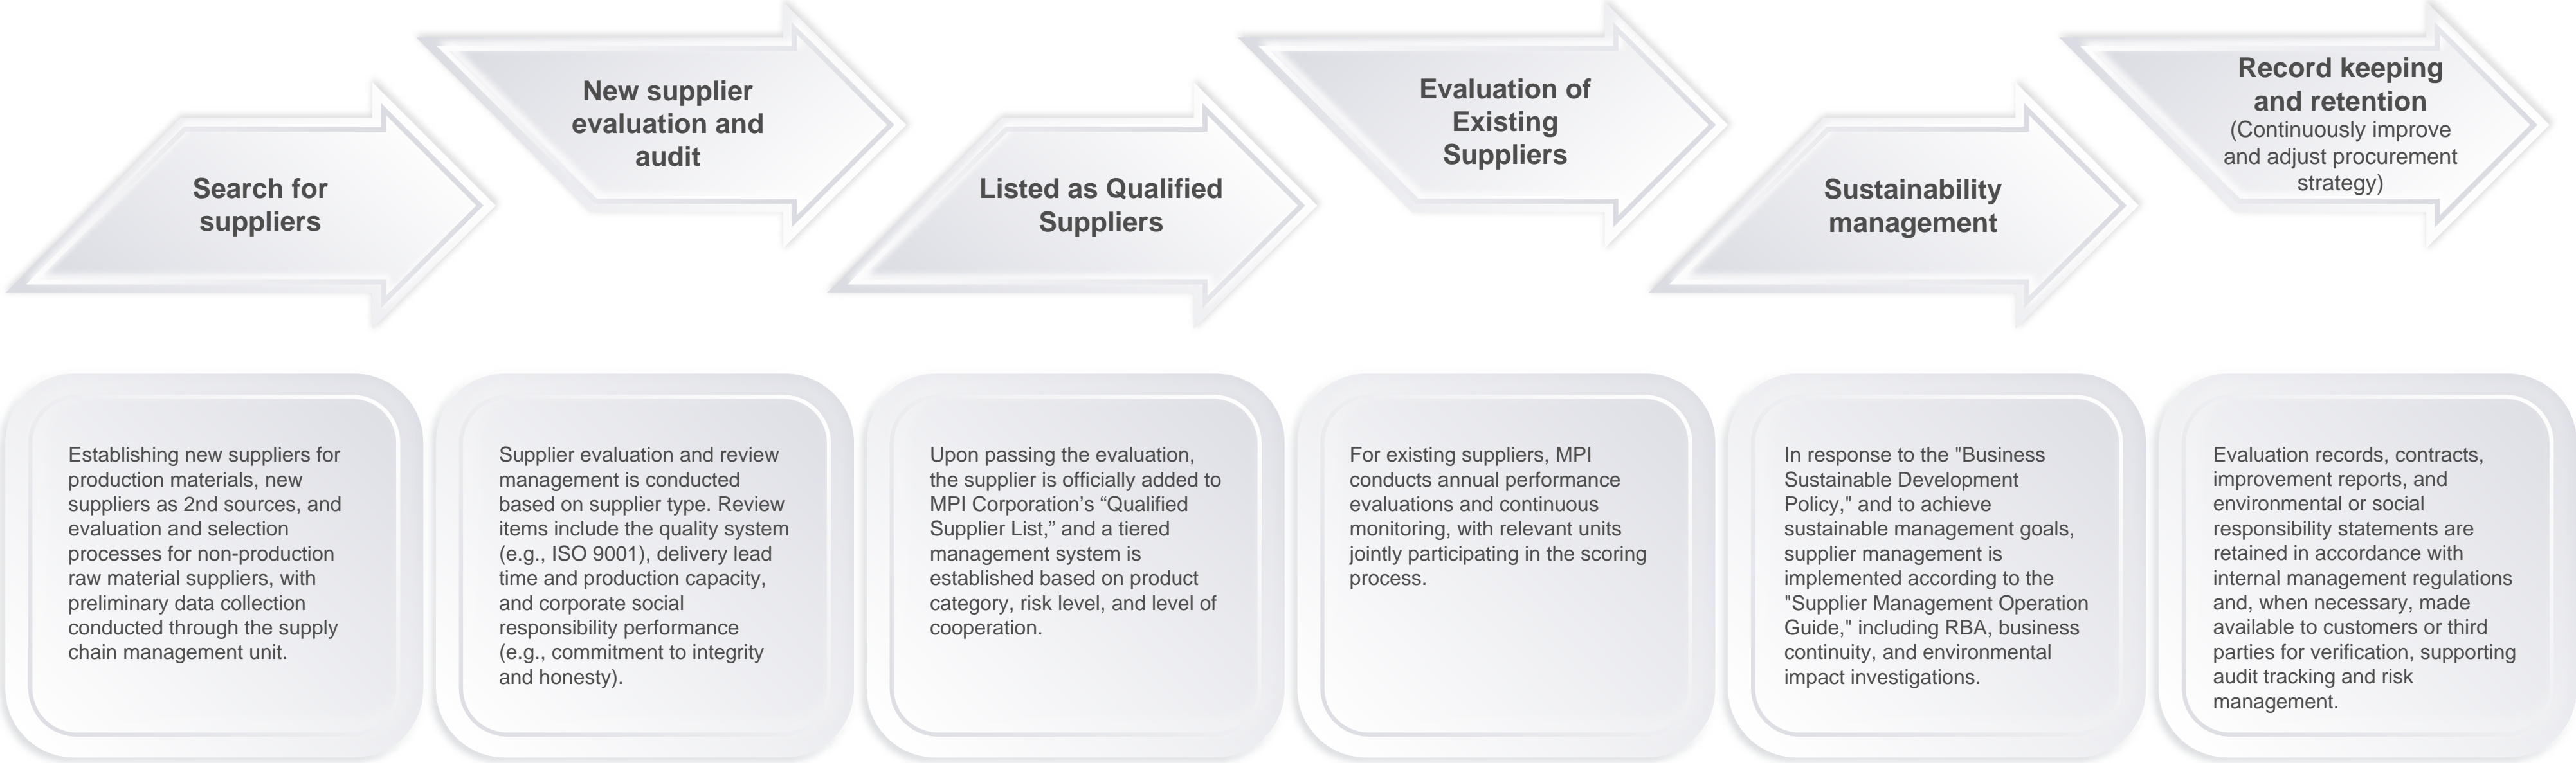 Search for
suppliers
New supplier
evaluation and
audit
Listed as Qualified
Suppliers
Evaluation of
Existing
Suppliers
Sustainability
management
Record keeping
and retention
(Continuously improve
and adjust procurement
strategy)
Establishing new suppliers for
production materials, new
suppliers as 2nd sources, and
evaluation and selection
processes for non-production
raw material suppliers, with
preliminary data collection
conducted through the supply
chain management unit.
Supplier evaluation and review
management is conducted
based on supplier type. Review
items include the quality system
(e.g., ISO 9001), delivery lead
time and production capacity,
and corporate social
responsibility performance
(e.g., commitment to integrity
and honesty).
Upon passing the evaluation,
the supplier is officially added to
MPI Corporation’s “Qualified
Supplier List,” and a tiered
management system is
established based on product
category, risk level, and level of
cooperation.
For existing suppliers, MPI
conducts annual performance
evaluations and continuous
monitoring, with relevant units
jointly participating in the scoring
process.
In response to the "Business
Sustainable Development
Policy," and to achieve
sustainable management goals,
supplier management is
implemented according to the
"Supplier Management Operation
Guide," including RBA, business
continuity, and environmental
impact investigations.
Evaluation records, contracts,
improvement reports, and
environmental or social
responsibility statements are
retained in accordance with
internal management regulations
and, when necessary, made
available to customers or third
parties for verification, supporting
audit tracking and risk
management.